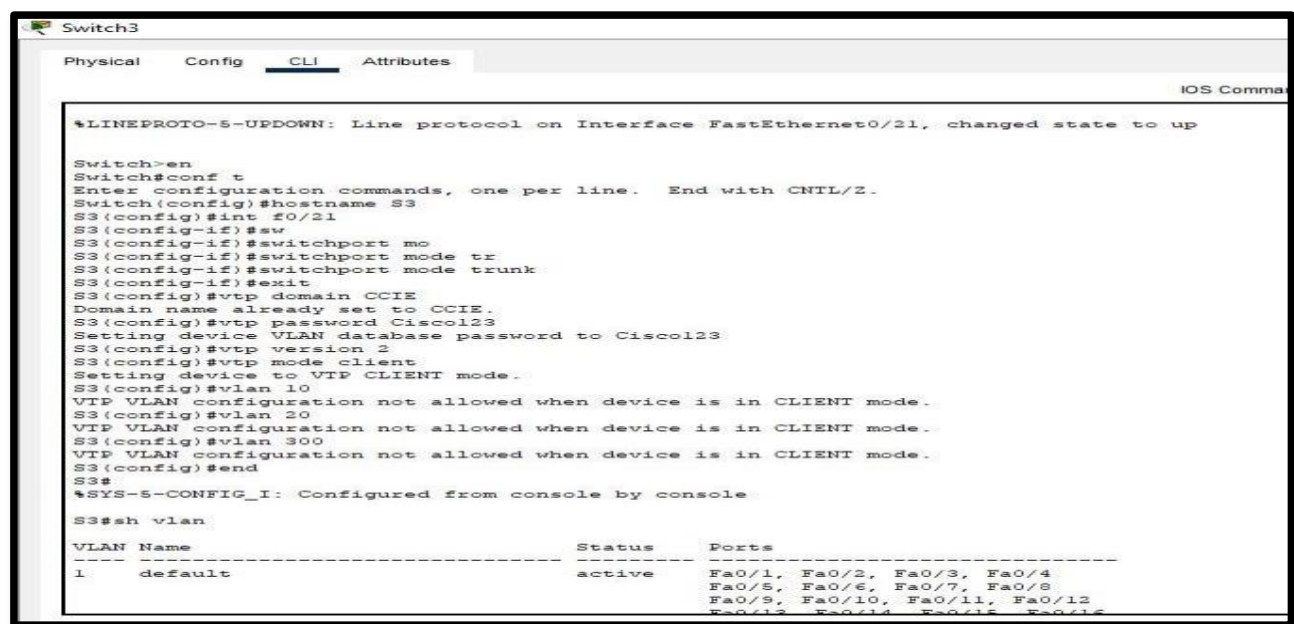 Switch3
Physical Config CLI Attributes
IOS Comma
%LINEPROTO-5-UPDOWN: Line protocol on Interface FastEthernet0/21, changed state to up
Switch>en
Switch#conf t
Enter configuration commands, one per line. End with CNTL/Z.
Switch(config)#hostname S3
S3(config)#int f0/21
S3(config-if)#sw
S3(config-if)#switchport mo
S3(config-if)#switchport mode tr
S3(config-if)#switchport mode trunk
S3(config-if)#exit
S3(config)#vtp domain CCIE
Domain name already set to CCIE.
S3(config)#vtp password Cisco123
Setting device VLAN database password to Cisco123
S3(config)#vtp version 2
S3(config)#vtp mode client
Setting device to VTP CLIENT mode.
S3(config)#vlan 10
VTP VLAN configuration not allowed when device is in CLIENT mode.
S3(config)#vlan 20
VTP VLAN configuration not allowed when device is in CLIENT mode.
S3(config)#vlan 300
VTP VLAN configuration not allowed when device is in CLIENT mode.
S3(config)#end
S3#
%SYS-5-CONFIG_I: Configured from console by console
S3#sh vlan
VLAN Name Status Ports
---- -------------------------------- --------- -------------------------------
1 default active Fa0/1, Fa0/2, Fa0/3, Fa0/4
Fa0/5, Fa0/6, Fa0/7, Fa0/8
Fa0/9, Fa0/10, Fa0/11, Fa0/12
Fa0/13, Fa0/14, Fa0/15, Fa0/16